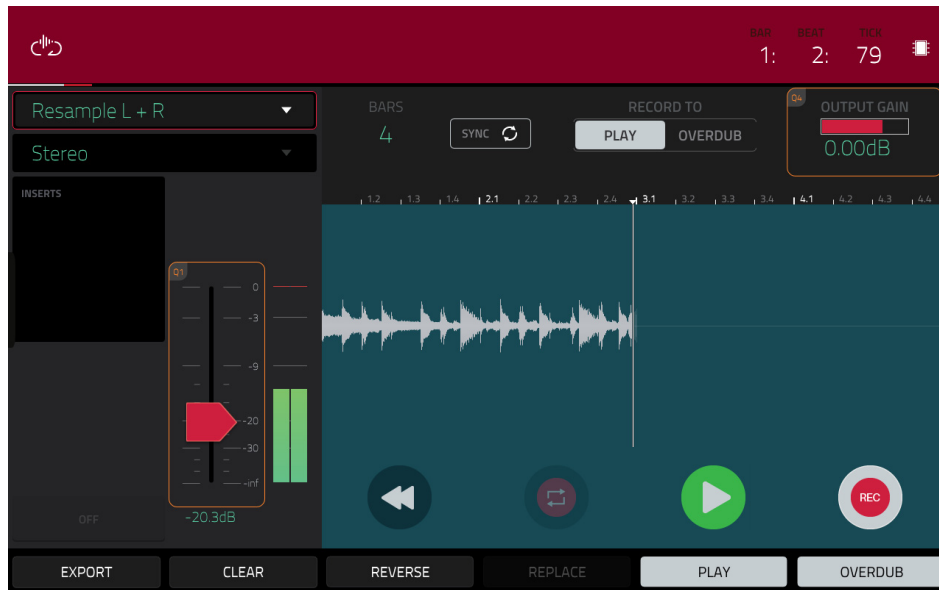 BAR BEAT TICK
1: 2: 79
Resample L + R
Stereo
BARS
4
SYNC
RECORD TO
PLAY OVERDUB
Q4
OUTPUT GAIN
0.00dB
INSERTS
1.2 1.3 1.4 2.1 2.2 2.3 2.4 3.1 3.2 3.3 3.4 4.1 4.2 4.3 4.4
Q1
0
-3
-9
-20
-30
-inf
OFF
-20.3dB
REC
EXPORT CLEAR REVERSE REPLACE PLAY OVERDUB